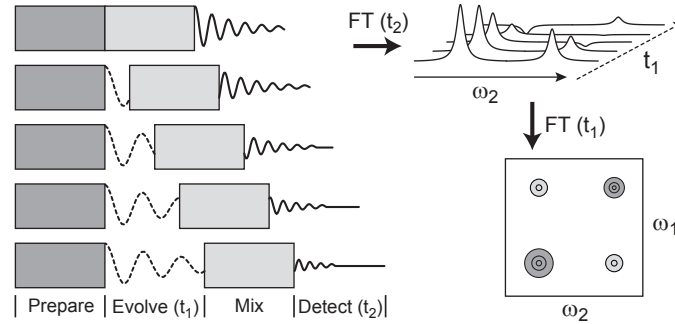 FT (t2)
ω2
t1
FT (t1)
ω1
ω2
Prepare
Evolve (t1)
Mix
Detect (t2)